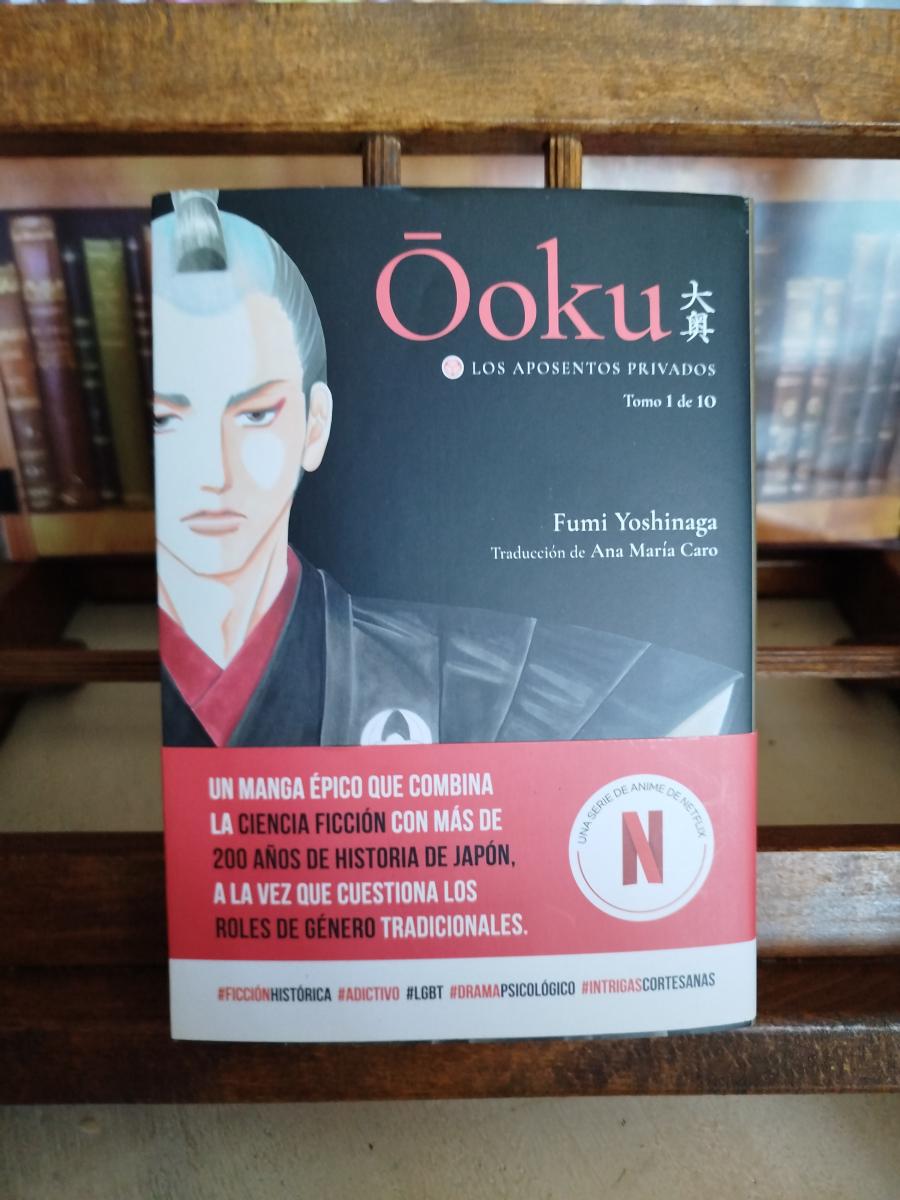 Ōoku 大奥
LOS APOSENTOS PRIVADOS
Tomo 1 de 10
Fumi Yoshinaga
Traducción de Ana María Caro
UN MANGA ÉPICO QUE COMBINA
LA CIENCIA FICCIÓN CON MÁS DE
200 AÑOS DE HISTORIA DE JAPÓN,
A LA VEZ QUE CUESTIONA LOS
ROLES DE GÉNERO TRADICIONALES.
UNA SERIE DE ANIME DE NETFLIX
N
#FICCIÓNHISTÓRICA #ADICTIVO #LGBT #DRAMAPSICOLÓGICO #INTRIGASCORTESANAS